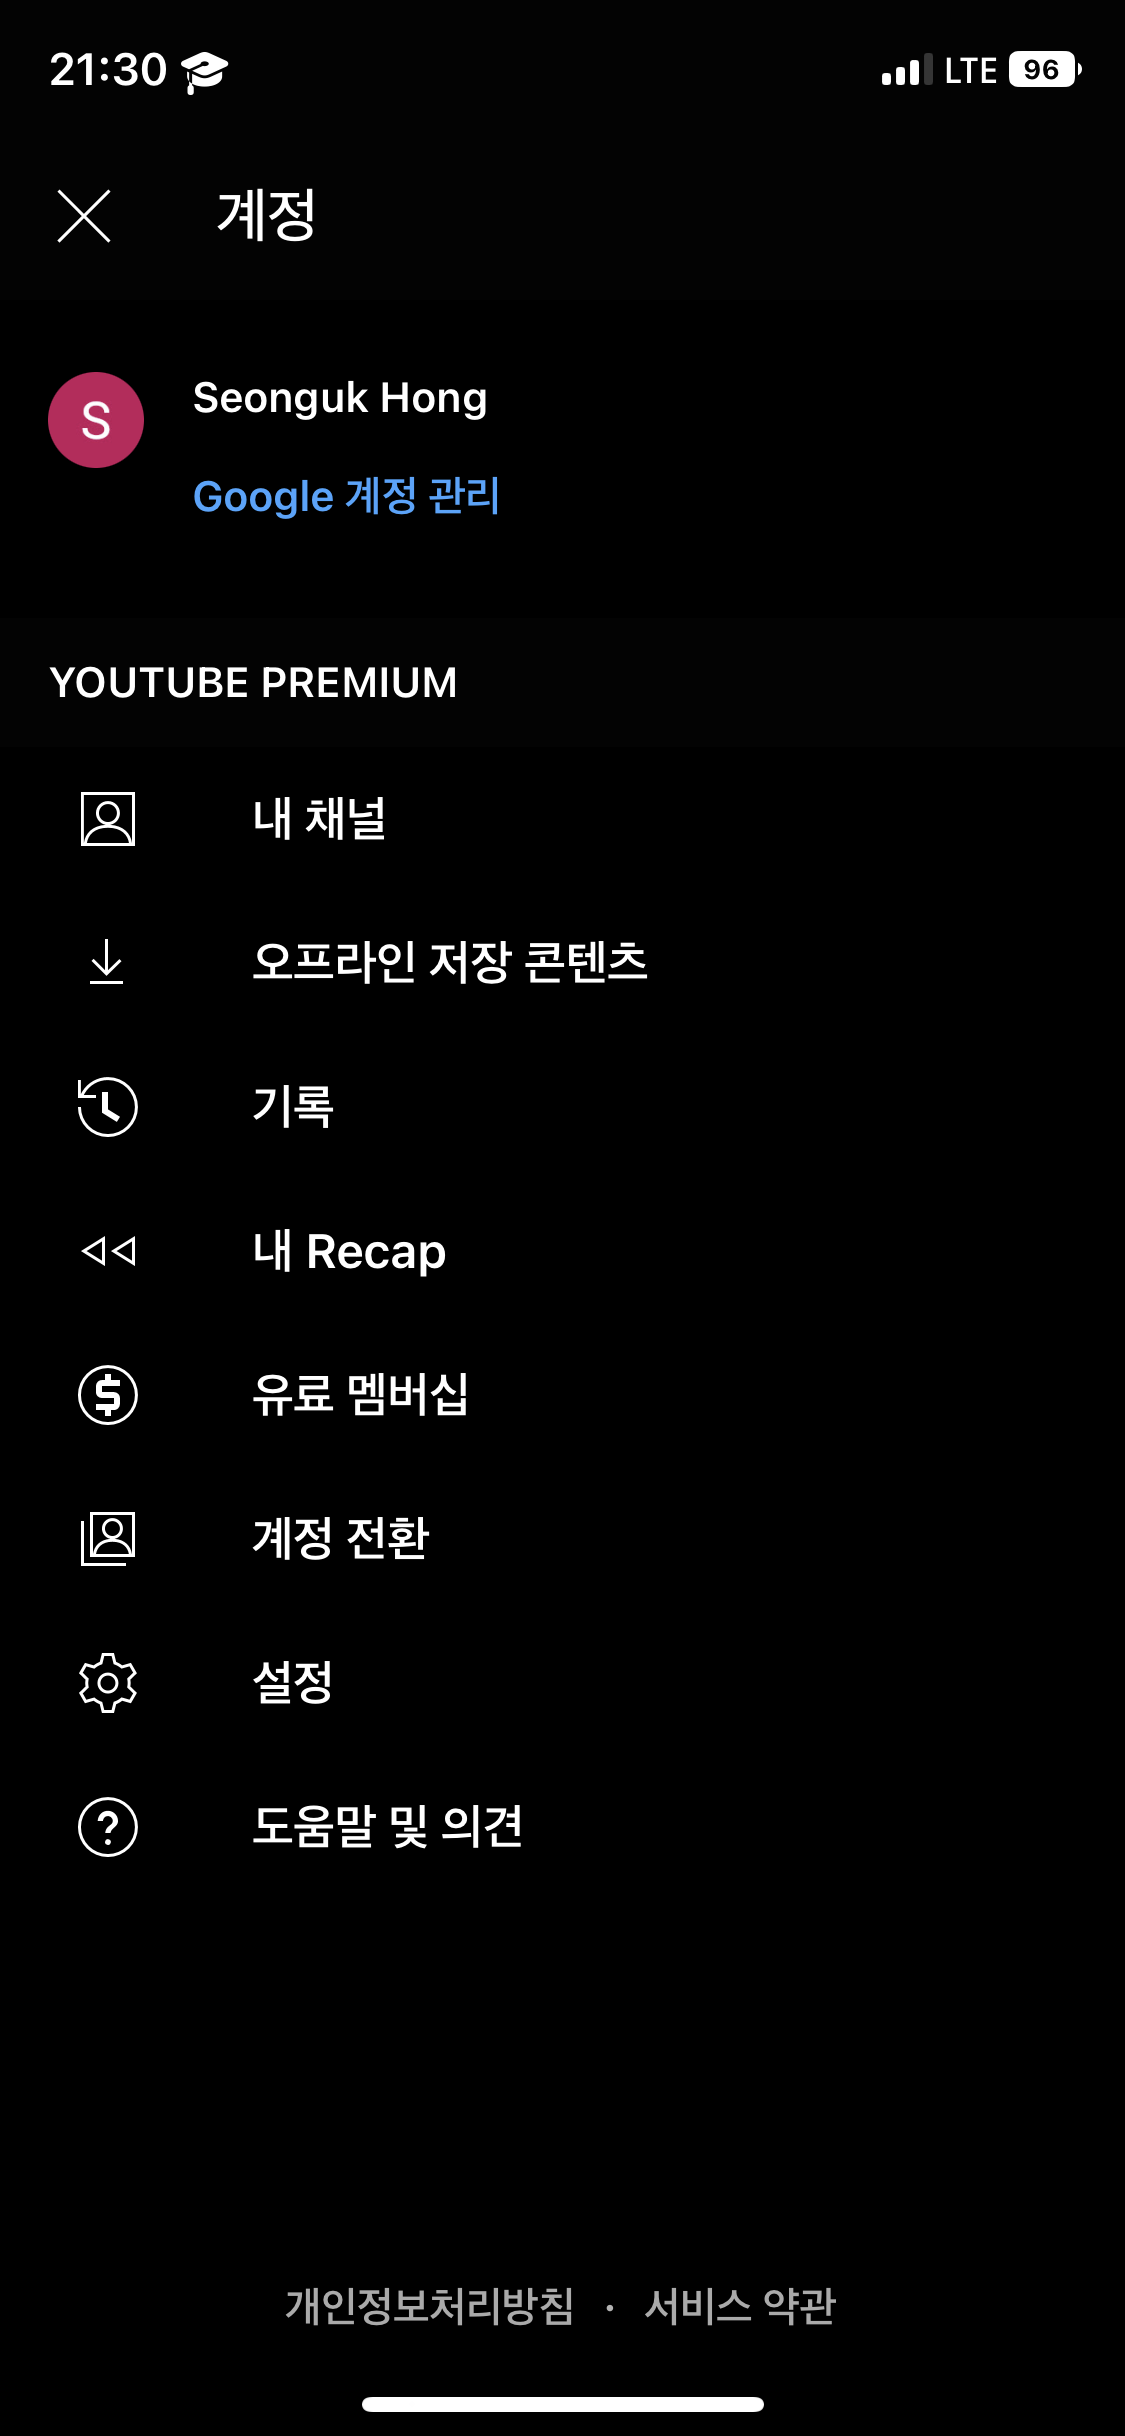 21:30
LTE 96
계정
S
Seonguk Hong
Google 계정 관리
YOUTUBE PREMIUM
내 채널
오프라인 저장 콘텐츠
기록
내 Recap
유료 멤버십
계정 전환
설정
도움말 및 의견
개인정보처리방침 · 서비스 약관